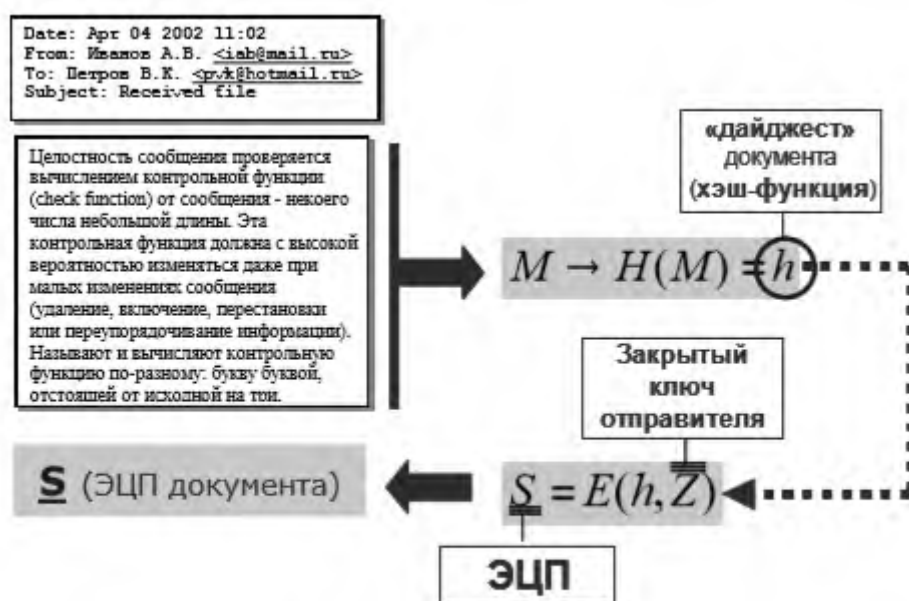 Date: Apr 04 2002 11:02
From: Иванов А.В. <iab@mail.ru>
To: Петров В.К. <pvk@hotmail.ru>
Subject: Received file
Целостность сообщения проверяется
вычислением контрольной функции
(check function) от сообщения - некоего
числа небольшой длины. Эта
контрольная функция должна с высокой
вероятностью изменяться даже при
малых изменениях сообщения
(удаление, включение, перестановки
или переупорядочивание информации).
Называют и вычисляют контрольную
функцию по-разному: букву буквой,
отстоящей от исходной на три.
«дайджест»
документа
(хэш-функция)
M → H(M) = h
Закрытый
ключ
отправителя
S = E(h, Z)
S (ЭЦП документа)
ЭЦП